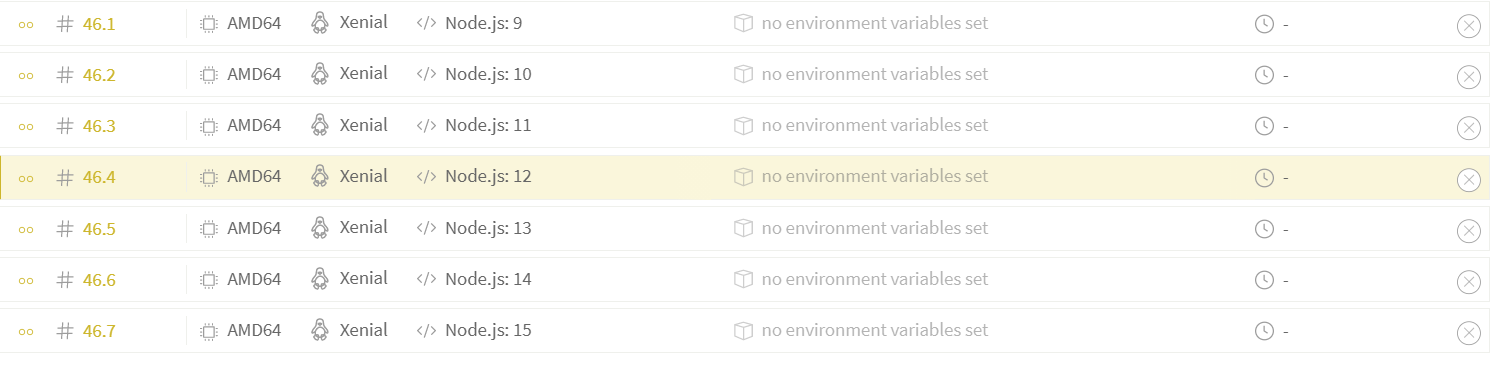 # 46.1 AMD64 Xenial </> Node.js: 9 no environment variables set -
# 46.2 AMD64 Xenial </> Node.js: 10 no environment variables set -
# 46.3 AMD64 Xenial </> Node.js: 11 no environment variables set -
# 46.4 AMD64 Xenial </> Node.js: 12 no environment variables set -
# 46.5 AMD64 Xenial </> Node.js: 13 no environment variables set -
# 46.6 AMD64 Xenial </> Node.js: 14 no environment variables set -
# 46.7 AMD64 Xenial </> Node.js: 15 no environment variables set -